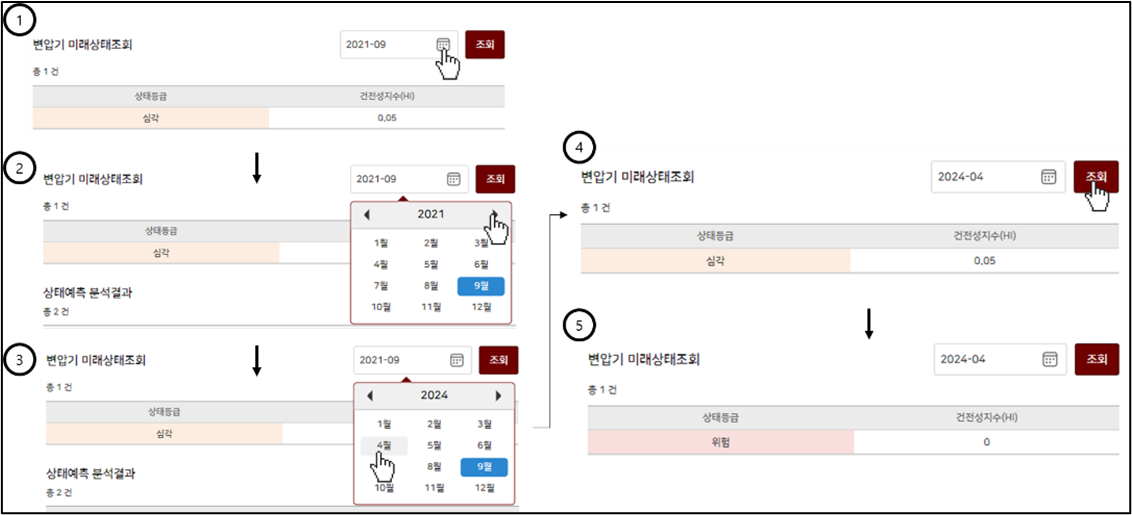 1
변압기 미래상태조회
2021-09
조회
총 1 건
상태등급 건전성지수(HI)
심각 0.05
2
변압기 미래상태조회
2021-09
조회
총 1 건
2021
상태등급
1월 2월 3월
심각
4월 5월 6월
7월 8월 9월
상태예측 분석결과
10월 11월 12월
총 2 건
3
변압기 미래상태조회
2021-09
조회
총 1 건
2024
상태등급
1월 2월 3월
심각
4월 5월 6월
8월 9월
상태예측 분석결과
10월 11월 12월
총 2 건
4
변압기 미래상태조회
2024-04
조회
총 1 건
상태등급 건전성지수(HI)
심각 0.05
5
변압기 미래상태조회
2024-04
조회
총 1 건
상태등급 건전성지수(HI)
위험 0